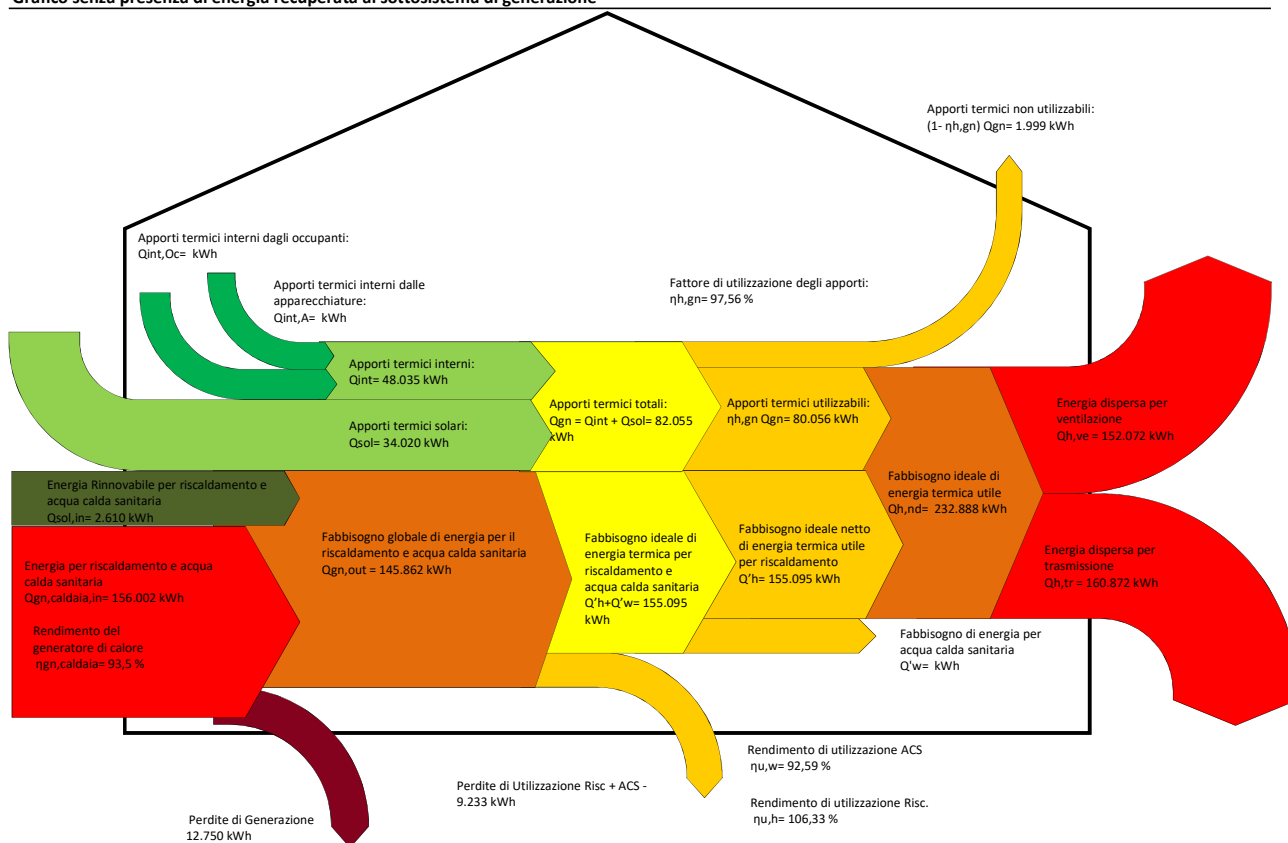 Grafico senza presenza di energia recuperata al sottosistema di generazione
Apporti termici non utilizzabili:
(1- ηh,gn) Qgn= 1.999 kWh
Apporti termici interni dagli occupanti:
Qint,Oc=  kWh
Apporti termici interni dalle
apparecchiature:
Qint,A=  kWh
Fattore di utilizzazione degli apporti:
ηh,gn= 97,56 %
Apporti termici interni:
Qint= 48.035 kWh
Apporti termici solari:
Qsol= 34.020 kWh
Apporti termici totali:
Qgn = Qint + Qsol= 82.055
kWh
Apporti termici utilizzabili:
ηh,gn Qgn= 80.056 kWh
Energia dispersa per
ventilazione
Qh,ve = 152.072 kWh
Energia Rinnovabile per riscaldamento e
acqua calda sanitaria
Qsol,in= 2.610 kWh
Fabbisogno ideale di
energia termica utile
Qh,nd=  232.888 kWh
Energia per riscaldamento e acqua
calda sanitaria
Qgn,caldaia,in= 156.002 kWh
Rendimento del
generatore di calore
ηgn,caldaia= 93,5 %
Fabbisogno globale di energia per il
riscaldamento e acqua calda sanitaria
Qgn,out = 145.862 kWh
Fabbisogno ideale di
energia termica per
riscaldamento e
acqua calda sanitaria
Q’h+Q’w= 155.095
kWh
Fabbisogno ideale netto
di energia termica utile
per riscaldamento
Q’h= 155.095 kWh
Energia dispersa per
trasmissione
Qh,tr = 160.872 kWh
Fabbisogno di energia per
acqua calda sanitaria
Q'w=  kWh
Rendimento di utilizzazione ACS
ηu,w= 92,59 %
Rendimento di utilizzazione Risc.
ηu,h= 106,33 %
Perdite di Utilizzazione Risc + ACS -
9.233 kWh
Perdite di Generazione
12.750 kWh